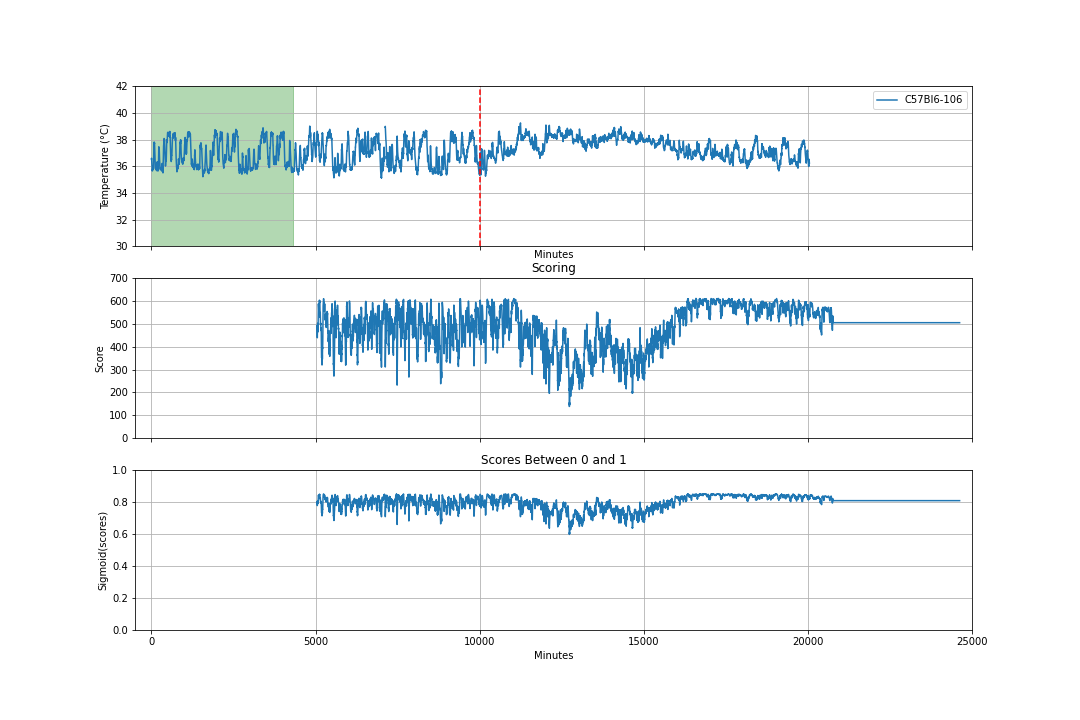 42
40
38
36
34
32
30
Temperature (°C)
C57Bl6-106
Minutes
Scoring
700
600
500
400
300
200
100
0
Score
Scores Between 0 and 1
1.0
0.8
0.6
0.4
0.2
0.0
Sigmoid(scores)
0 5000 10000 15000 20000 25000
Minutes